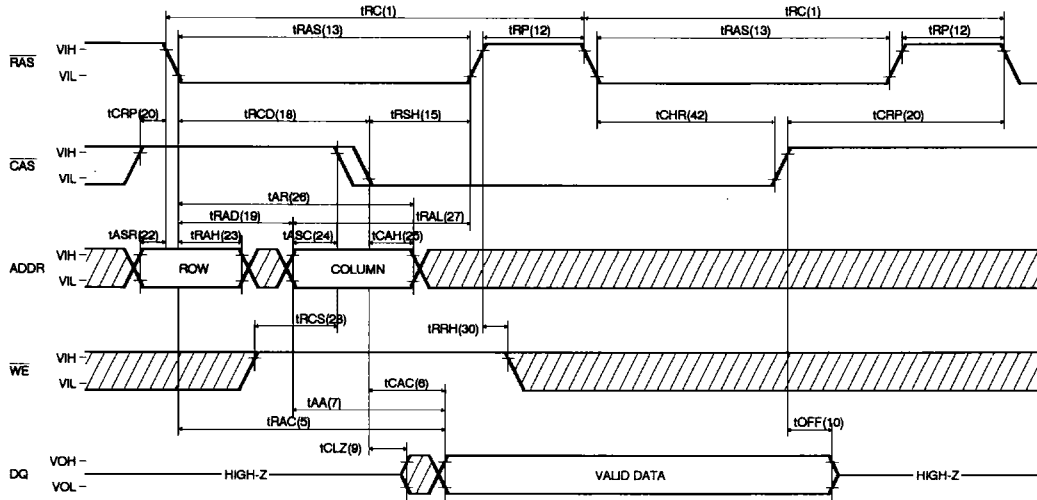 tRC(1) tRC(1)
tRAS(13) tRP(12) tRAS(13) tRP(12)
RAS VIH VIL
tCRP(20) tRCD(18) tRSH(15) tCHR(42) tCRP(20)
CAS VIH VIL
tAR(26)
tRAD(19) tRAL(27)
tASR(22) tRAH(23) tASC(24) tCAH(25)
ADDR VIH VIL ROW COLUMN
tRCS(28) tRRH(30)
WE VIH VIL
tCAC(6)
tAA(7)
tRAC(5) tOFF(10)
tCLZ(9)
DQ VOH VOL HIGH-Z VALID DATA HIGH-Z